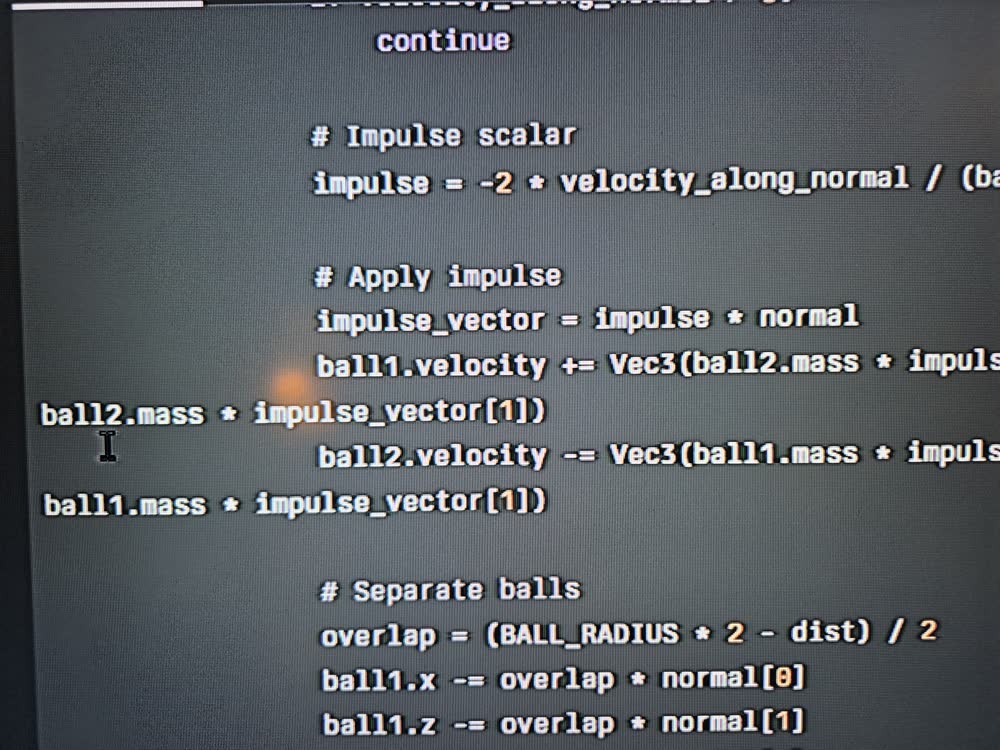 continue
# Impulse scalar
impulse = -2 * velocity_along_normal / (ba
# Apply impulse
impulse_vector = impulse * normal
ball1.velocity += Vec3(ball2.mass * impuls
ball2.mass * impulse_vector[1])
ball2.velocity -= Vec3(ball1.mass * impuls
ball1.mass * impulse_vector[1])
# Separate balls
overlap = (BALL_RADIUS * 2 - dist) / 2
ball1.x -= overlap * normal[0]
ball1.z -= overlap * normal[1]